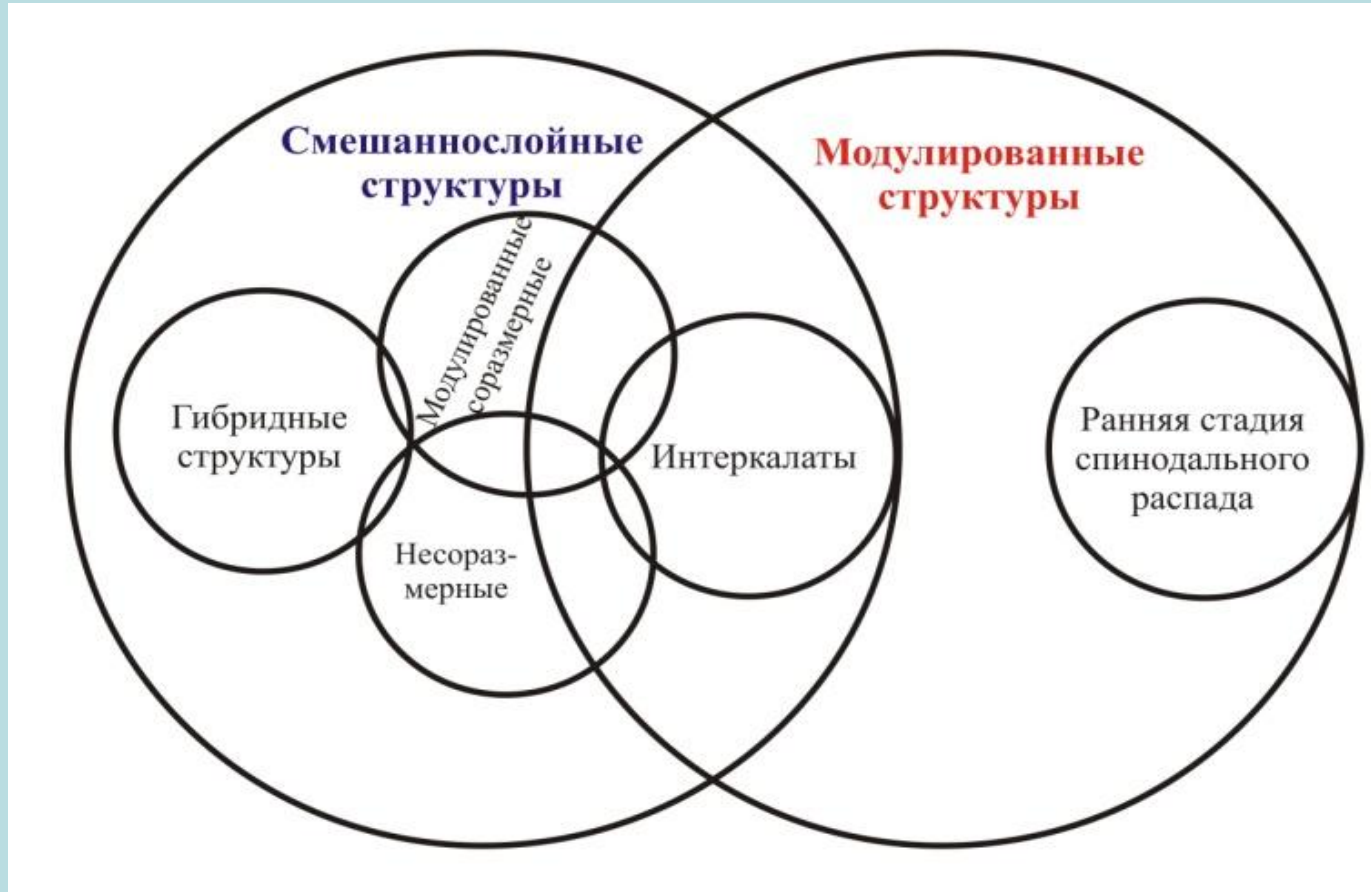 Смешаннослойные
структуры
Модулированные
структуры
Модулированные
соразмерные
Гибридные
структуры
Интеркалаты
Ранняя стадия
спинодального
распада
Несораз-
мерные